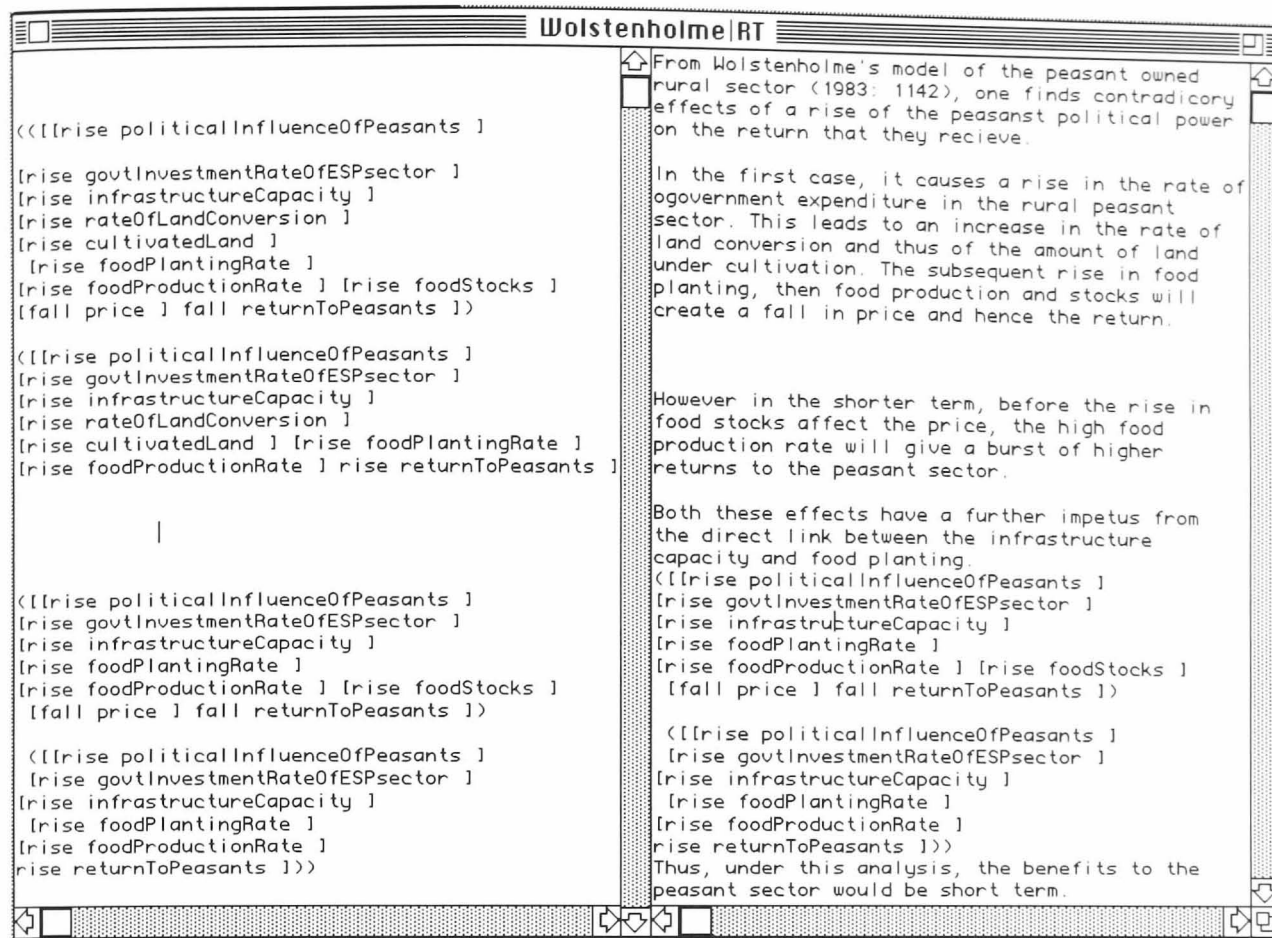 Wolstenholme|RT
(([[rise politicalInfluenceOfPeasants ]
[rise govtInvestmentRateOfESPsector ]
[rise infrastructureCapacity ]
[rise rateOfLandConversion ]
[rise cultivatedLand ]
[rise foodPlantingRate ]
[rise foodProductionRate ] [rise foodStocks ]
[fall price ] fall returnToPeasants ])
([[rise politicalInfluenceOfPeasants ]
[rise govtInvestmentRateOfESPsector ]
[rise infrastructureCapacity ]
[rise rateOfLandConversion ]
[rise cultivatedLand ] [rise foodPlantingRate ]
[rise foodProductionRate ] rise returnToPeasants ]
([[rise politicalInfluenceOfPeasants ]
[rise govtInvestmentRateOfESPsector ]
[rise infrastructureCapacity ]
[rise foodPlantingRate ]
[rise foodProductionRate ] [rise foodStocks ]
[fall price ] fall returnToPeasants ])
([[rise politicalInfluenceOfPeasants ]
[rise govtInvestmentRateOfESPsector ]
[rise infrastructureCapacity ]
[rise foodPlantingRate ]
[rise foodProductionRate ]
rise returnToPeasants ]))
From Wolstenholme's model of the peasant owned
rural sector (1983: 1142), one finds contradicory
effects of a rise of the peasanst political power
on the return that they recieve.
In the first case, it causes a rise in the rate of
ogovernment expenditure in the rural peasant
sector. This leads to an increase in the rate of
land conversion and thus of the amount of land
under cultivation. The subsequent rise in food
planting, then food production and stocks will
create a fall in price and hence the return.
However in the shorter term, before the rise in
food stocks affect the price, the high food
production rate will give a burst of higher
returns to the peasant sector.
Both these effects have a further impetus from
the direct link between the infrastructure
capacity and food planting.
([[rise politicalInfluenceOfPeasants ]
[rise govtInvestmentRateOfESPsector ]
[rise infrastructureCapacity ]
[rise foodPlantingRate ]
[rise foodProductionRate ] [rise foodStocks ]
[fall price ] fall returnToPeasants ])
([[rise politicalInfluenceOfPeasants ]
[rise govtInvestmentRateOfESPsector ]
[rise infrastructureCapacity ]
[rise foodPlantingRate ]
[rise foodProductionRate ]
rise returnToPeasants ]))
Thus, under this analysis, the benefits to the
peasant sector would be short term.